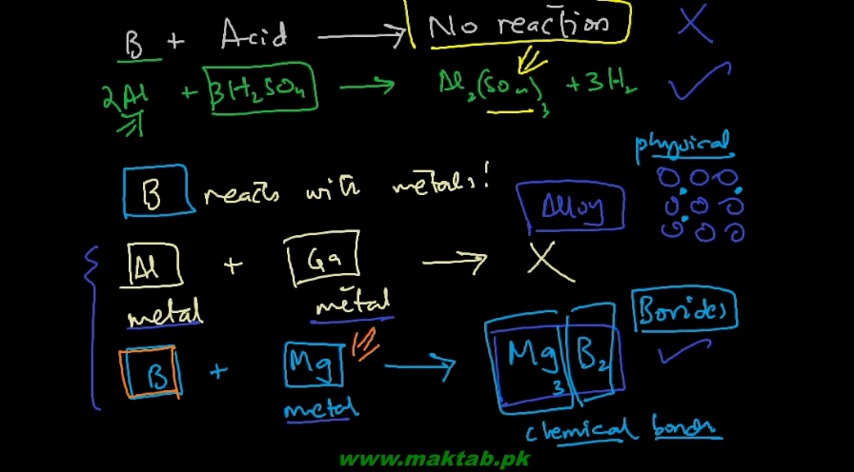 B + Acid → No reaction X
2Al + 3H₂SO₄ → Al₂(SO₄)₃ + 3H₂ ✓
physical
B reacts with metals!
Alloy
Al + Ga → X
metal metal
Borides
B + Mg → Mg₃B₂ ✓
metal
chemical bonds
www.maktab.pk